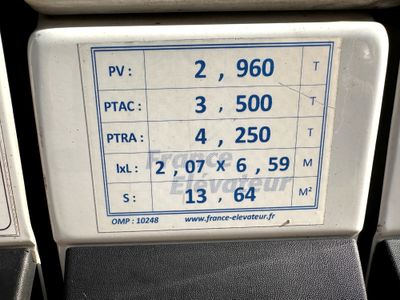 PV : 2 , 960 T
PTAC : 3 , 500 T
PTRA : 4 , 250 T
lxL : 2 , 07 x 6 , 59 M
France
Elévateur
S : 13 , 64 M²
OMP : 10248 www.france-elevateur.fr